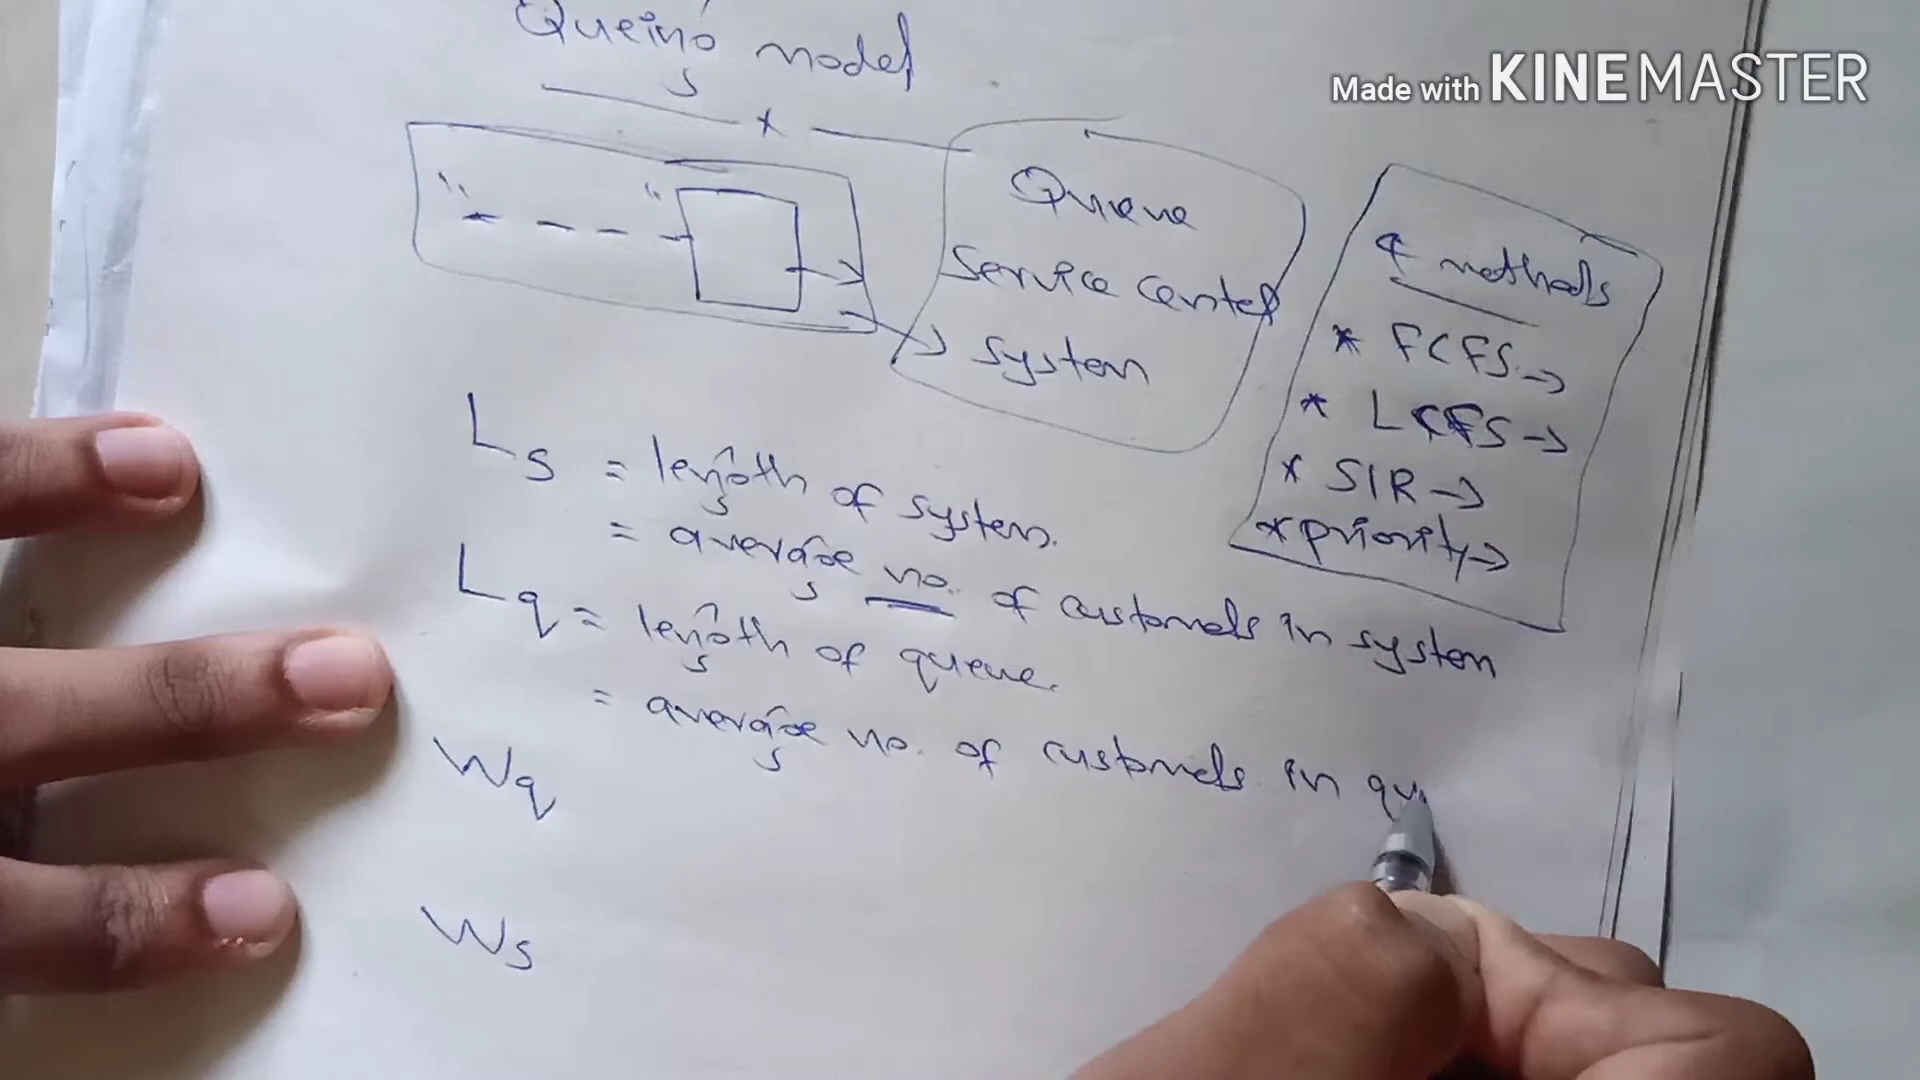 Queing model
Made with KINEMASTER
Queue
Service Center
System
4 methods
* FCFS →
* LCFS →
* SIR →
* Priority →
Ls = length of system.
= average no. of customers in system
Lq = length of queue.
= average no. of customers in qu
Wq
Ws